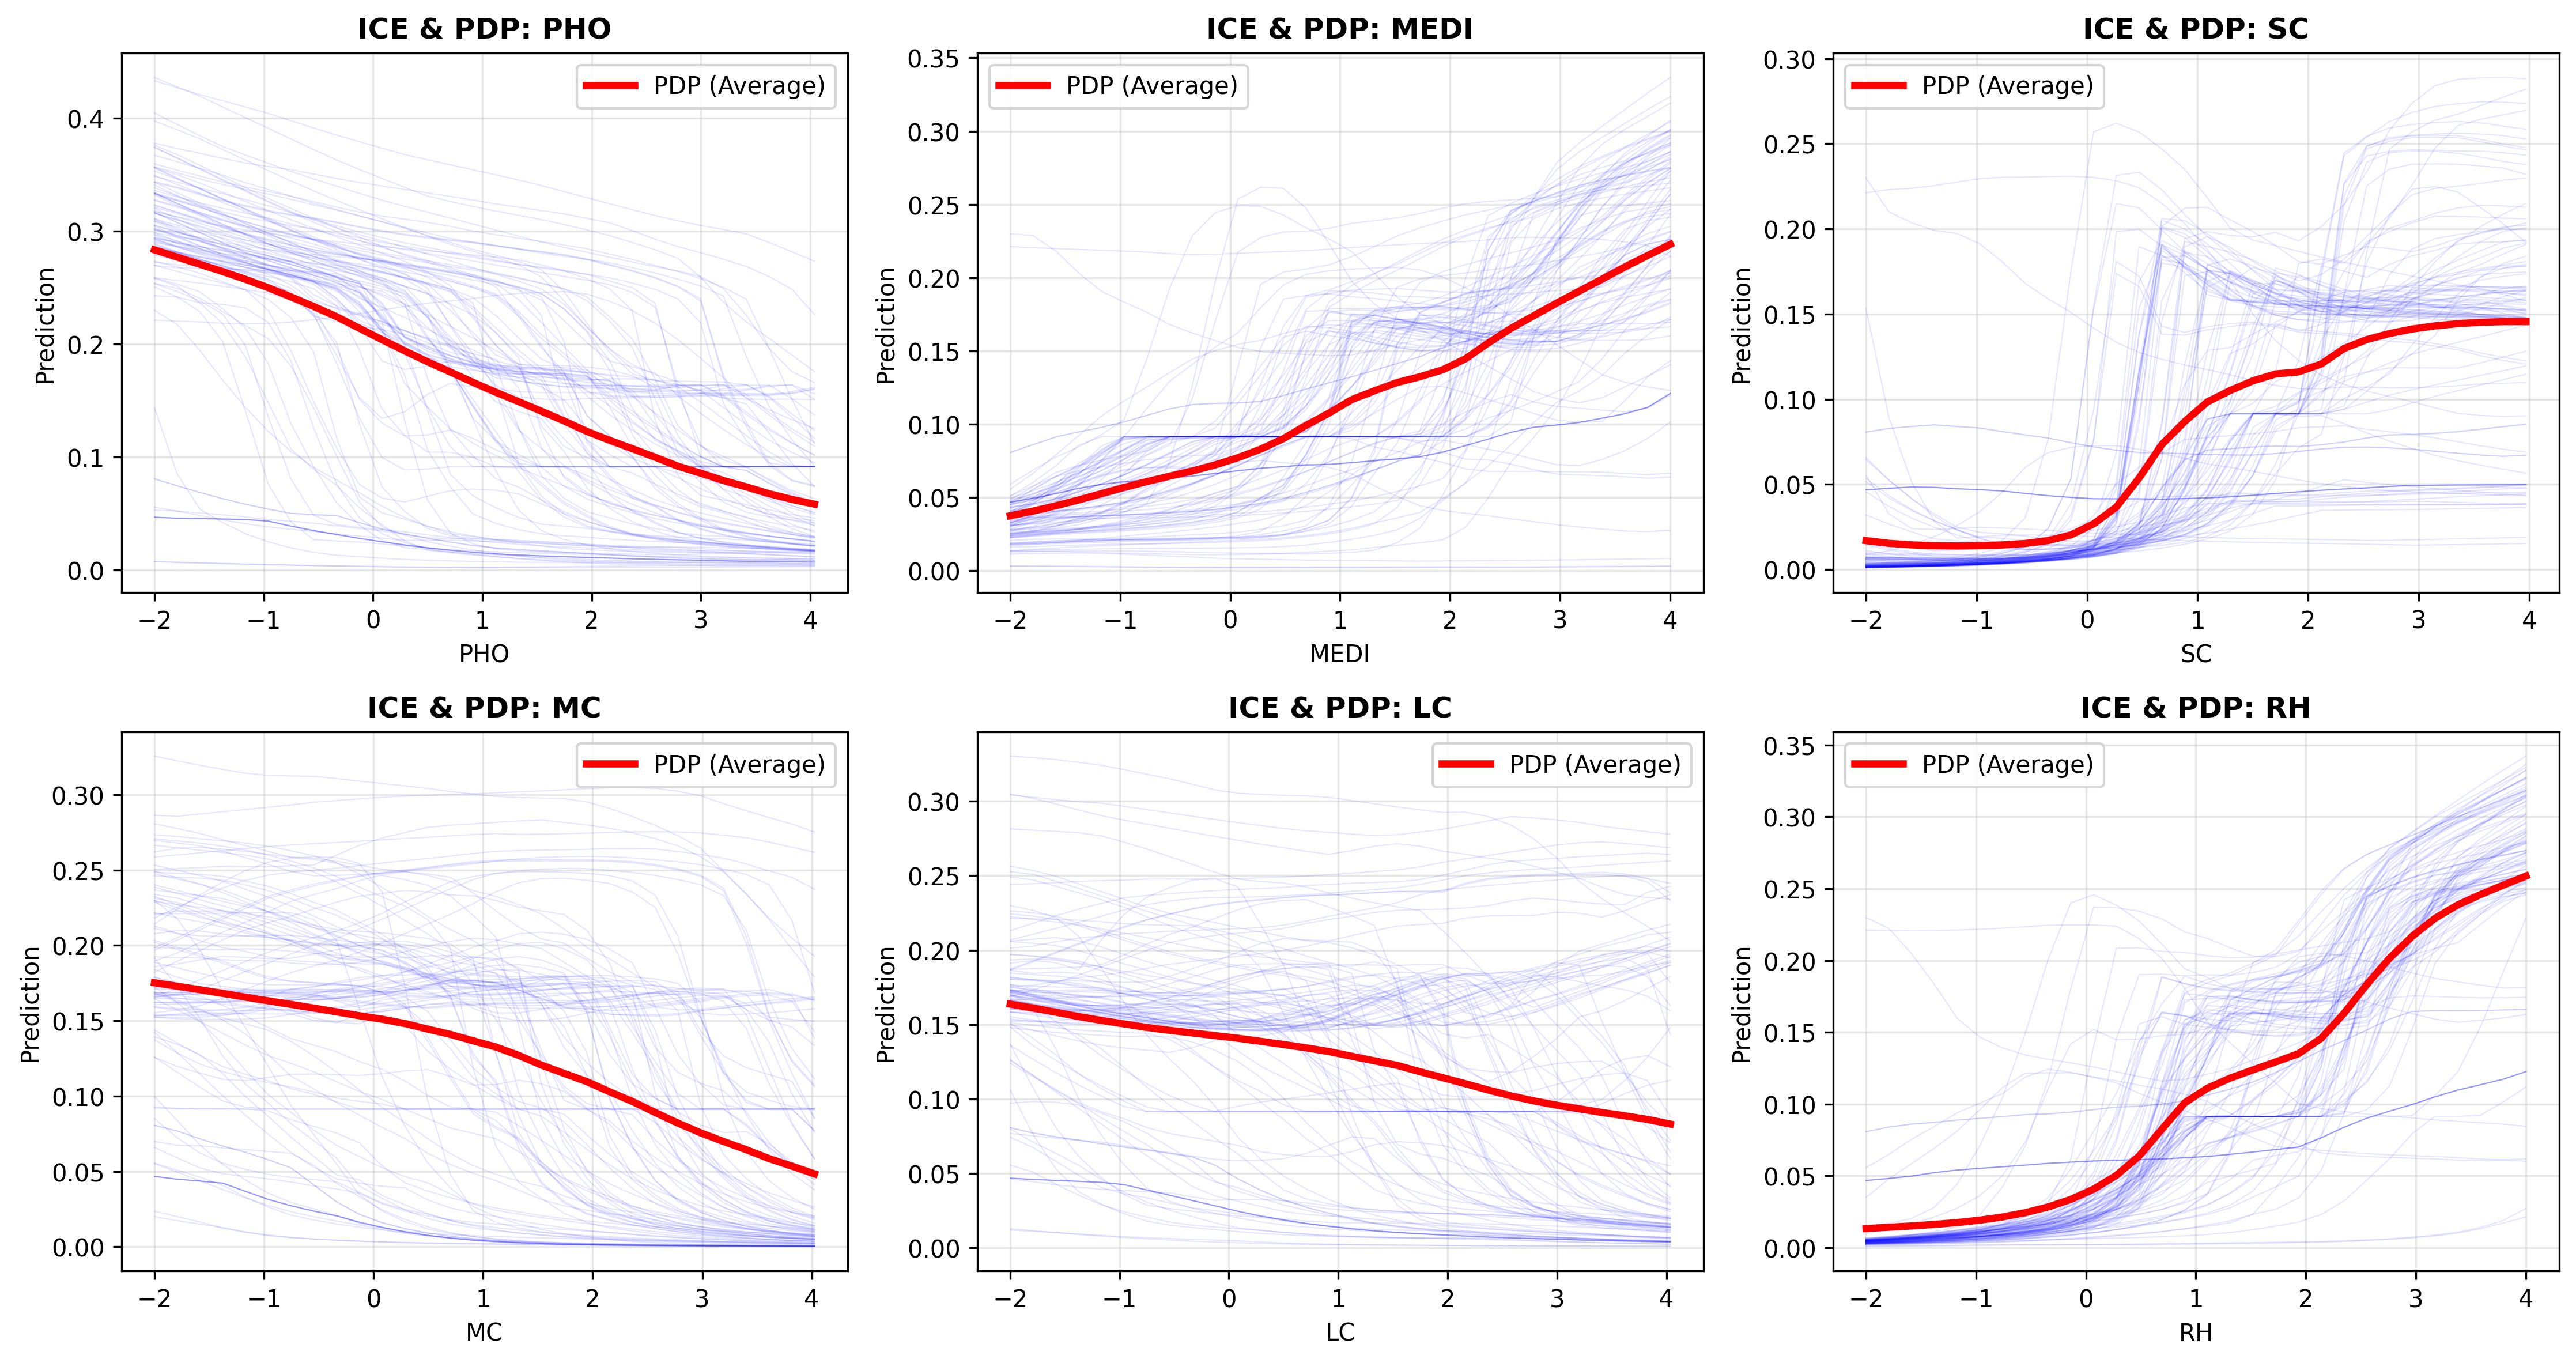 ICE & PDP: PHO
PDP (Average)
0.4
0.3
0.2
0.1
0.0
Prediction
−2 −1 0 1 2 3 4
PHO
ICE & PDP: MEDI
PDP (Average)
0.35
0.30
0.25
0.20
0.15
0.10
0.05
0.00
Prediction
−2 −1 0 1 2 3 4
MEDI
ICE & PDP: SC
PDP (Average)
0.30
0.25
0.20
0.15
0.10
0.05
0.00
Prediction
−2 −1 0 1 2 3 4
SC
ICE & PDP: MC
PDP (Average)
0.30
0.25
0.20
0.15
0.10
0.05
0.00
Prediction
−2 −1 0 1 2 3 4
MC
ICE & PDP: LC
PDP (Average)
0.30
0.25
0.20
0.15
0.10
0.05
0.00
Prediction
−2 −1 0 1 2 3 4
LC
ICE & PDP: RH
PDP (Average)
0.35
0.30
0.25
0.20
0.15
0.10
0.05
0.00
Prediction
−2 −1 0 1 2 3 4
RH